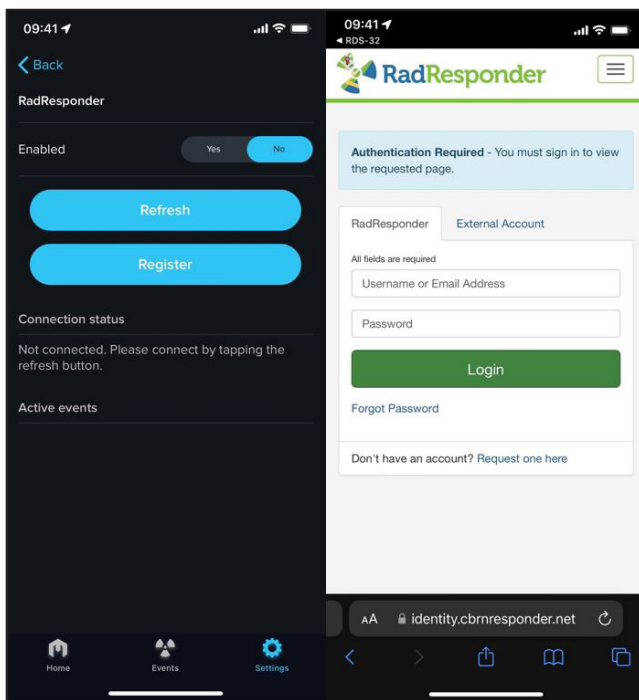 09:41
Back
RadResponder
Enabled
Yes
No
Refresh
Register
Connection status
Not connected. Please connect by tapping the
refresh button.
Active events
Home
Events
Settings
09:41
RDS-32
RadResponder
Authentication Required - You must sign in to view
the requested page.
RadResponder
External Account
All fields are required
Username or Email Address
Password
Login
Forgot Password
Don't have an account? Request one here
AA
identity.cbrnresponder.net